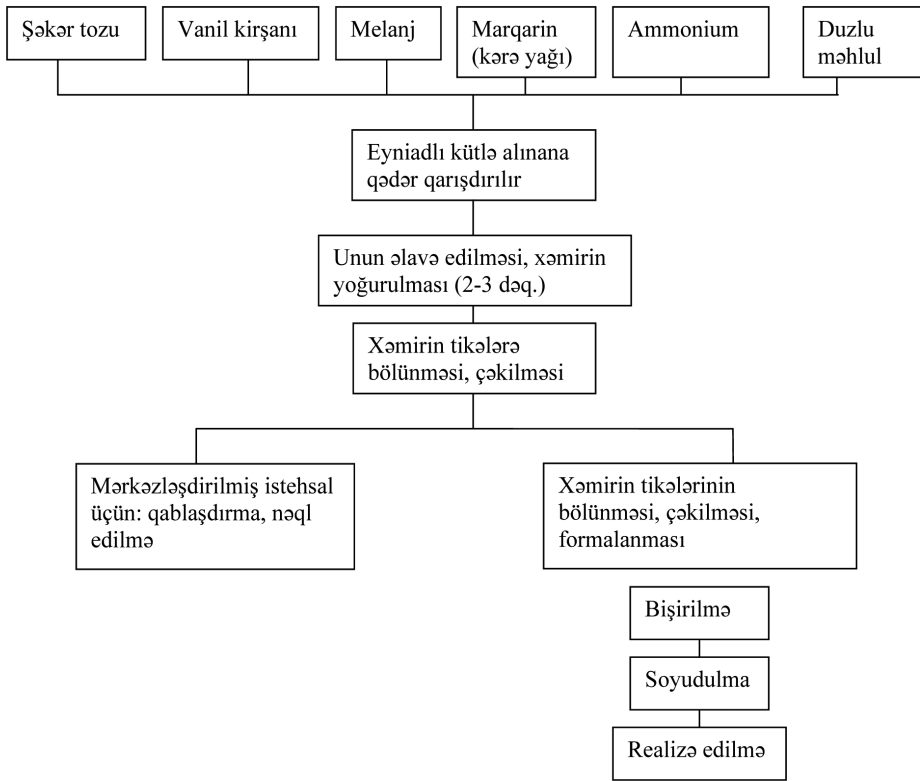 Şəkər tozu
Vanil kirşanı
Melanj
Marqarin
(kərə yağı)
Ammonium
Duzlu
məhlul
Eyniadlı kütlə alınana
qədər qarışdırılır
Unun əlavə edilməsi, xəmirin
yoğurulması (2-3 dəq.)
Xəmirin tikələrə
bölünməsi, çəkilməsi
Mərkəzləşdirilmiş istehsal
üçün: qablaşdırma, nəql
edilmə
Xəmirin tikələrinin
bölünməsi, çəkilməsi,
formalanması
Bişirilmə
Soyudulma
Realizə edilmə